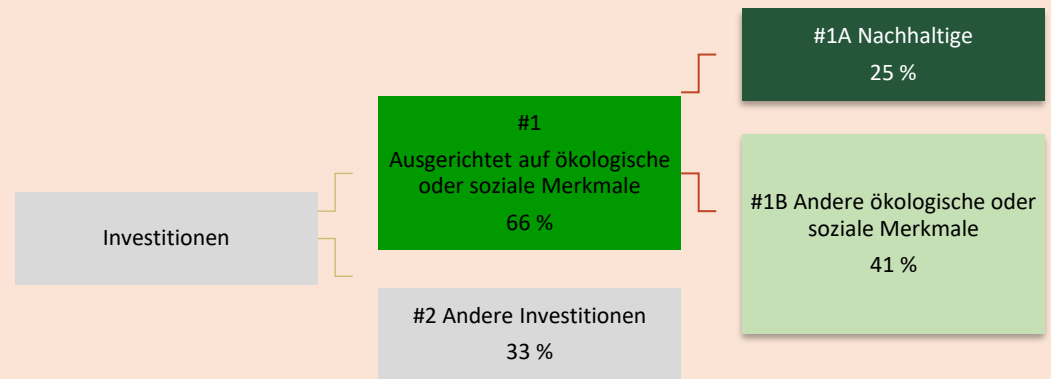 Investitionen
#1
Ausgerichtet auf ökologische
oder soziale Merkmale
66 %
#2 Andere Investitionen
33 %
#1A Nachhaltige
25 %
#1B Andere ökologische oder
soziale Merkmale
41 %